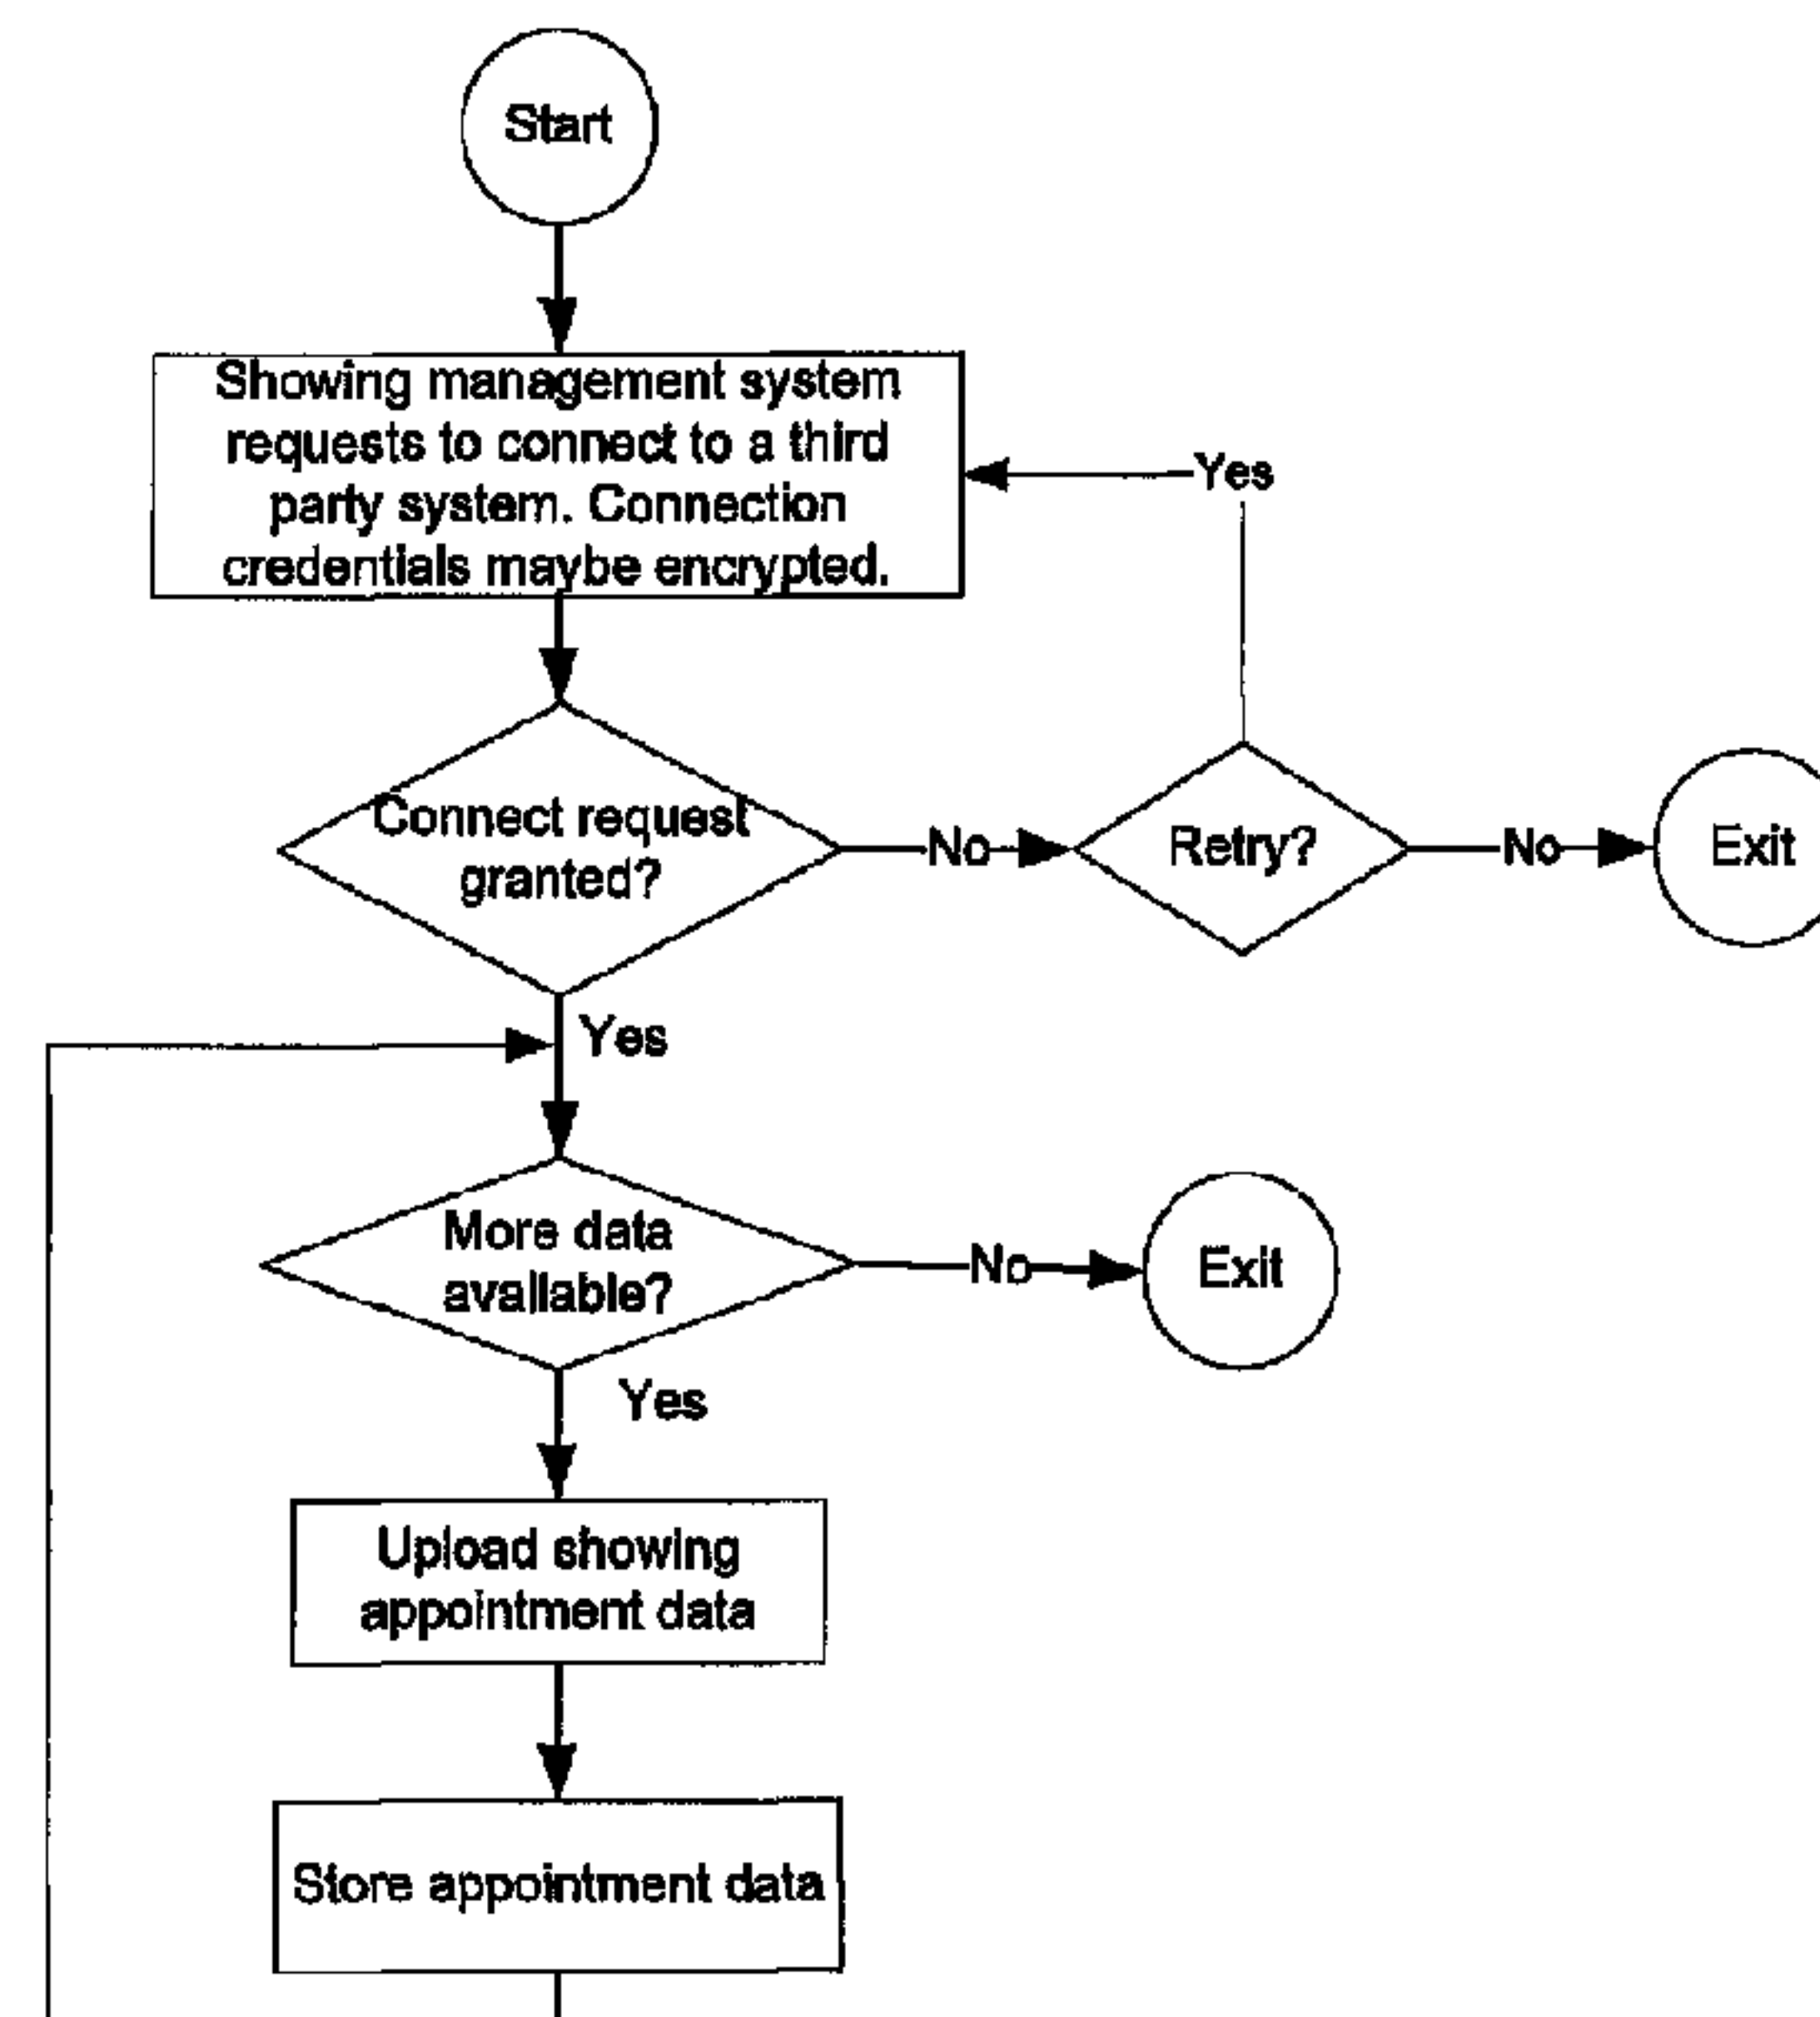 Start
Showing management system
requests to connect to a third
party system. Connection
credentials maybe encrypted.
Yes
Connect request
granted?
No
Retry?
No
Exit
Yes
More data
available?
No
Exit
Yes
Upload showing
appointment data
Store appointment data